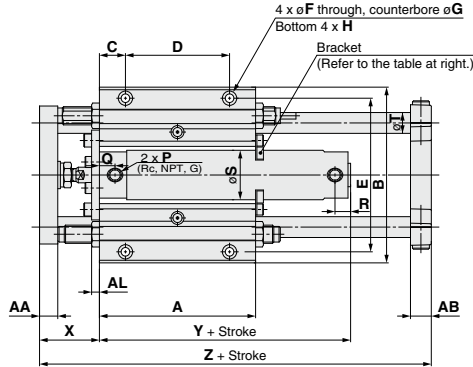 4 x øF through, counterbore øG
Bottom 4 x H
C
D
Bracket
(Refer to the table at right.)
øT
Q
2 x P
(Rc, NPT, G)
øS
E
B
R
AL
AA
A
AB
X
Y + Stroke
Z + Stroke